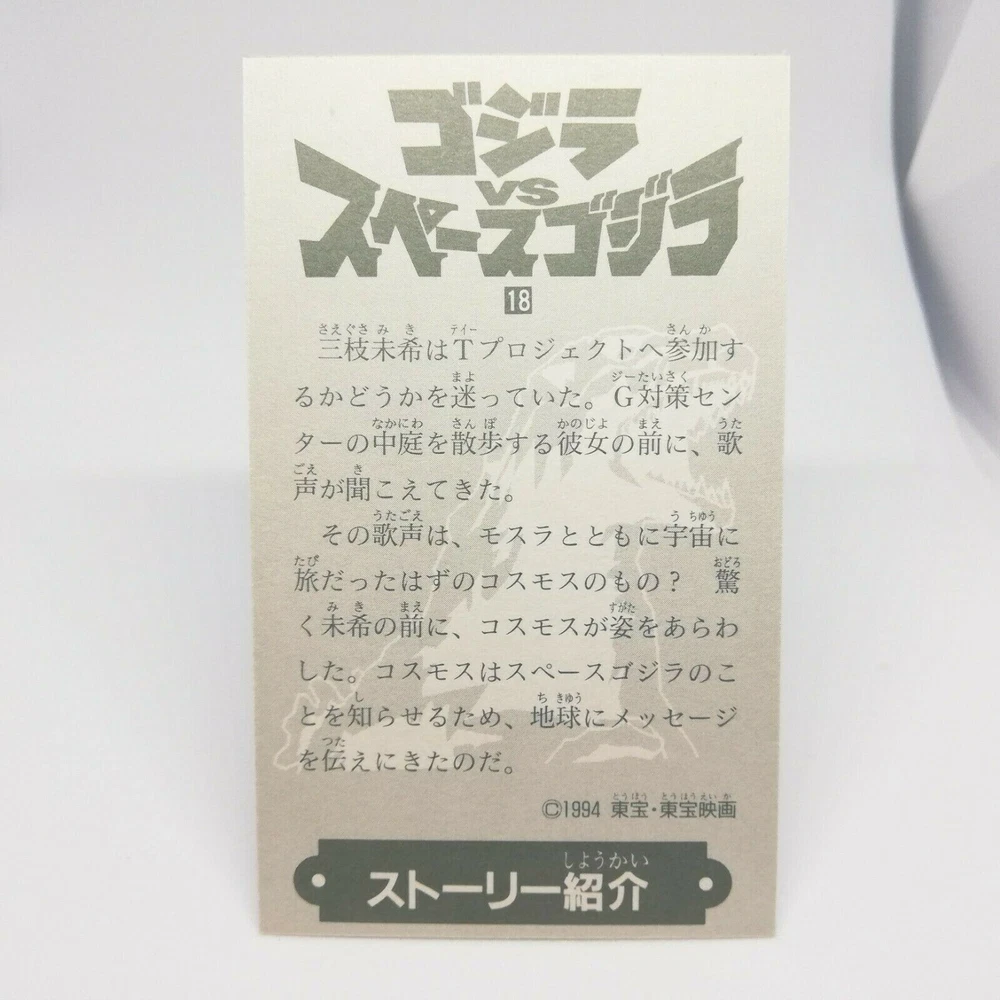 ゴジラ
VS
スペースゴジラ
18
三枝未希はTプロジェクトへ参加す
るかどうかを迷っていた。G対策セン
ターの中庭を散歩する彼女の前に、歌
声が聞こえてきた。
その歌声は、モスラとともに宇宙に
旅だったはずのコスモスのもの？　驚
く未希の前に、コスモスが姿をあらわ
した。コスモスはスペースゴジラのこ
とを知らせるため、地球にメッセージ
を伝えにきたのだ。
©1994 東宝・東宝映画
ストーリー紹介